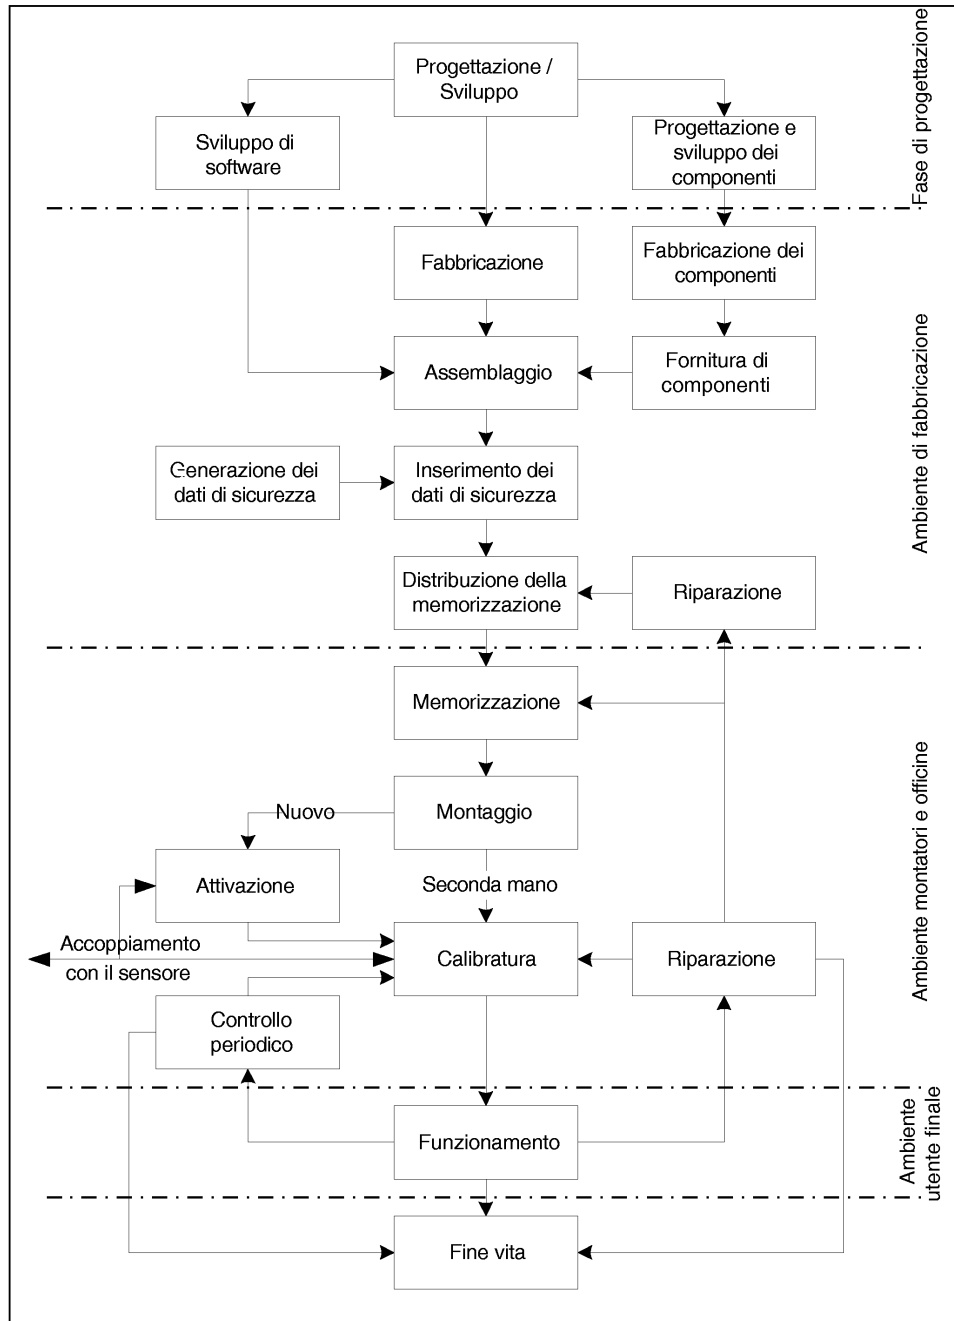 Progettazione /
Sviluppo
Sviluppo di
software
Progettazione e
sviluppo dei
componenti
Fase di progettazione
Fabbricazione
Fabbricazione dei
componenti
Assemblaggio
Fornitura di
componenti
Ambiente di fabbricazione
Generazione dei
dati di sicurezza
Inserimento dei
dati di sicurezza
Distribuzione della
memorizzazione
Riparazione
Memorizzazione
Montaggio
Nuovo
Attivazione
Seconda mano
Ambiente montatori e officine
Accoppiamento
con il sensore
Calibratura
Riparazione
Controllo
periodico
Funzionamento
Ambiente
utente finale
Fine vita